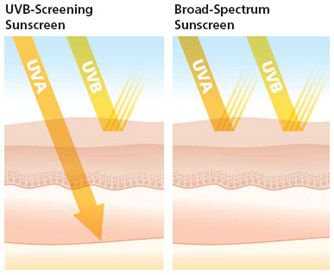 UVB-Screening
Sunscreen
UVA
UVB
Broad-Spectrum
Sunscreen
UVA
UVB